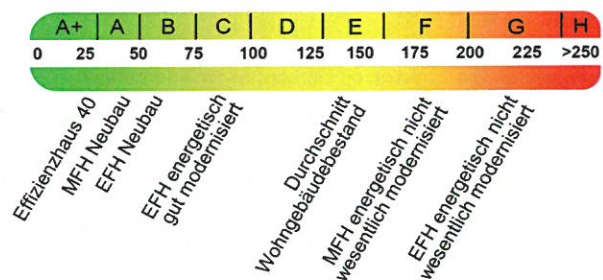 A+ A B C D E F G H
0 25 50 75 100 125 150 175 200 225 >250
Effizienzhaus 40
MFH Neubau
EFH Neubau
EFH energetisch
gut modernisiert
Durchschnitt
Wohngebäudebestand
MFH energetisch nicht
wesentlich modernisiert
EFH energetisch nicht
wesentlich modernisiert